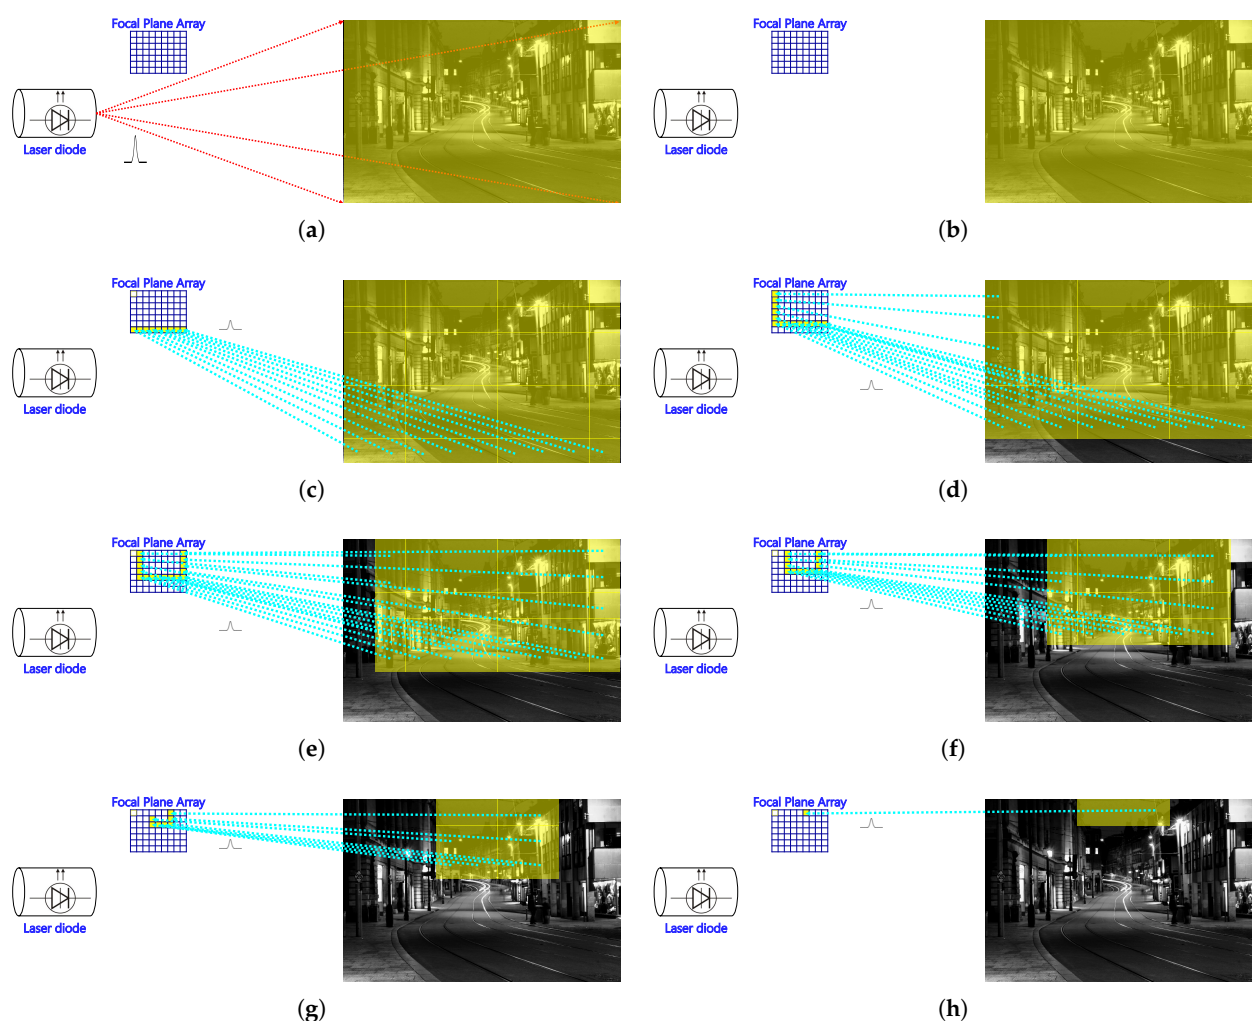 Focal Plane Array
Laser diode
(a)
Focal Plane Array
Laser diode
(b)
Focal Plane Array
Laser diode
(c)
Focal Plane Array
Laser diode
(d)
Focal Plane Array
Laser diode
(e)
Focal Plane Array
Laser diode
(f)
Focal Plane Array
Laser diode
(g)
Focal Plane Array
Laser diode
(h)